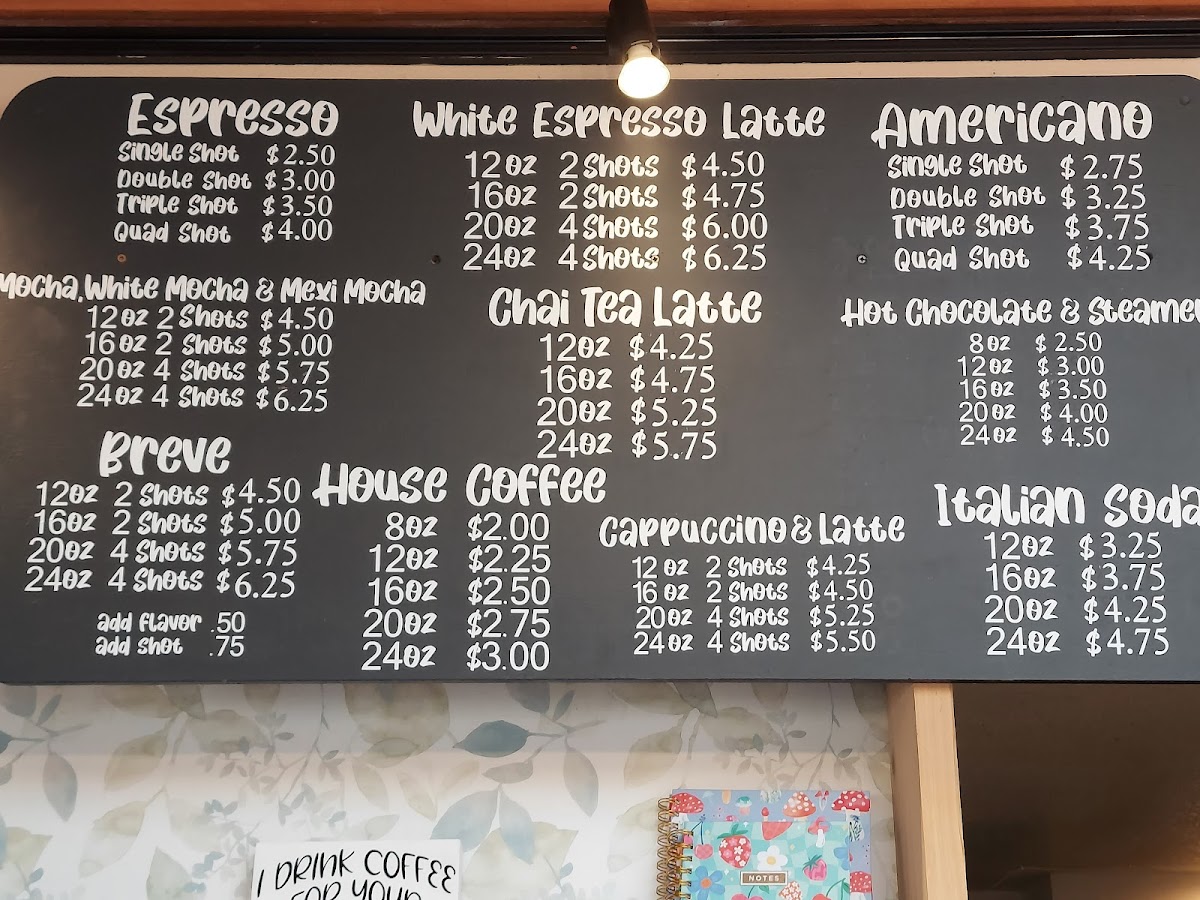 Espresso
Single Shot $2.50
Double Shot $3.00
Triple Shot $3.50
Quad Shot $4.00
Mocha, White Mocha & Mexi Mocha
12oz 2 Shots $4.50
16oz 2 Shots $5.00
20oz 4 Shots $5.75
24oz 4 Shots $6.25
Breve
12oz 2 Shots $4.50
16oz 2 Shots $5.00
20oz 4 Shots $5.75
24oz 4 Shots $6.25
add flavor .50
add shot .75
White Espresso Latte
12oz 2 Shots $4.50
16oz 2 Shots $4.75
20oz 4 Shots $6.00
24oz 4 Shots $6.25
Chai Tea Latte
12oz $4.25
16oz $4.75
20oz $5.25
24oz $5.75
House Coffee
8oz $2.00
12oz $2.25
16oz $2.50
20oz $2.75
24oz $3.00
Cappuccino & Latte
12oz 2 Shots $4.25
16oz 2 Shots $4.50
20oz 4 Shots $5.25
24oz 4 Shots $5.50
Americano
Single Shot $2.75
Double Shot $3.25
Triple Shot $3.75
Quad Shot $4.25
Hot Chocolate & Steamer
8oz $2.50
12oz $3.00
16oz $3.50
20oz $4.00
24oz $4.50
Italian Soda
12oz $3.25
16oz $3.75
20oz $4.25
24oz $4.75
I DRINK COFFEE
FOR YOUR
NOTES